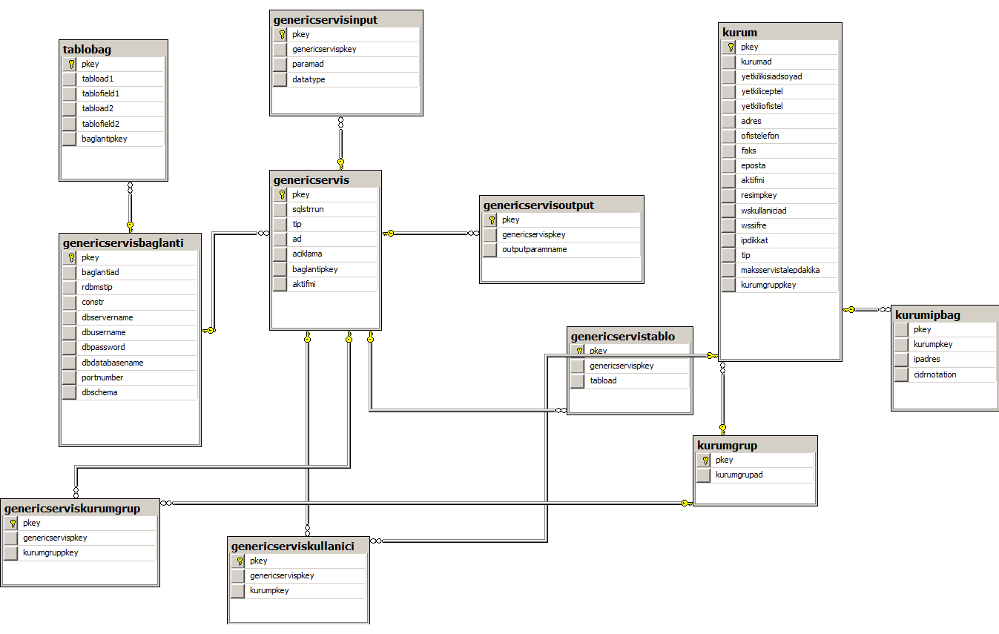 genericservisinput
pkey
genericservispkey
paramad
datatype
kurum
pkey
kurumad
yetkilikisiadsoyad
yetkiliceptel
yetkiliofistel
adres
ofistelefon
faks
eposta
aktifmi
resimpkey
wskullaniciad
wssifre
ipdikkat
tip
maksservistalepdakika
kurumgruppkey
tablobag
pkey
tabload1
tablofield1
tabload2
tablofield2
baglantipkey
genericservis
pkey
sqlstrrun
tip
ad
aciklama
baglantipkey
aktifmi
genericservisoutput
pkey
genericservispkey
outputparamname
genericservisbaglanti
pkey
baglantiad
rdbmstip
constr
dbservername
dbusername
dbpassword
dbdatabasename
portnumber
dbschema
kurumipbag
pkey
kurumpkey
ipadres
cidrnotation
genericservistablo
pkey
genericservispkey
tabload
kurumgrup
pkey
kurumgrupad
genericserviskurumgrup
pkey
genericservispkey
kurumgruppkey
genericserviskullanici
pkey
genericservispkey
kurumpkey